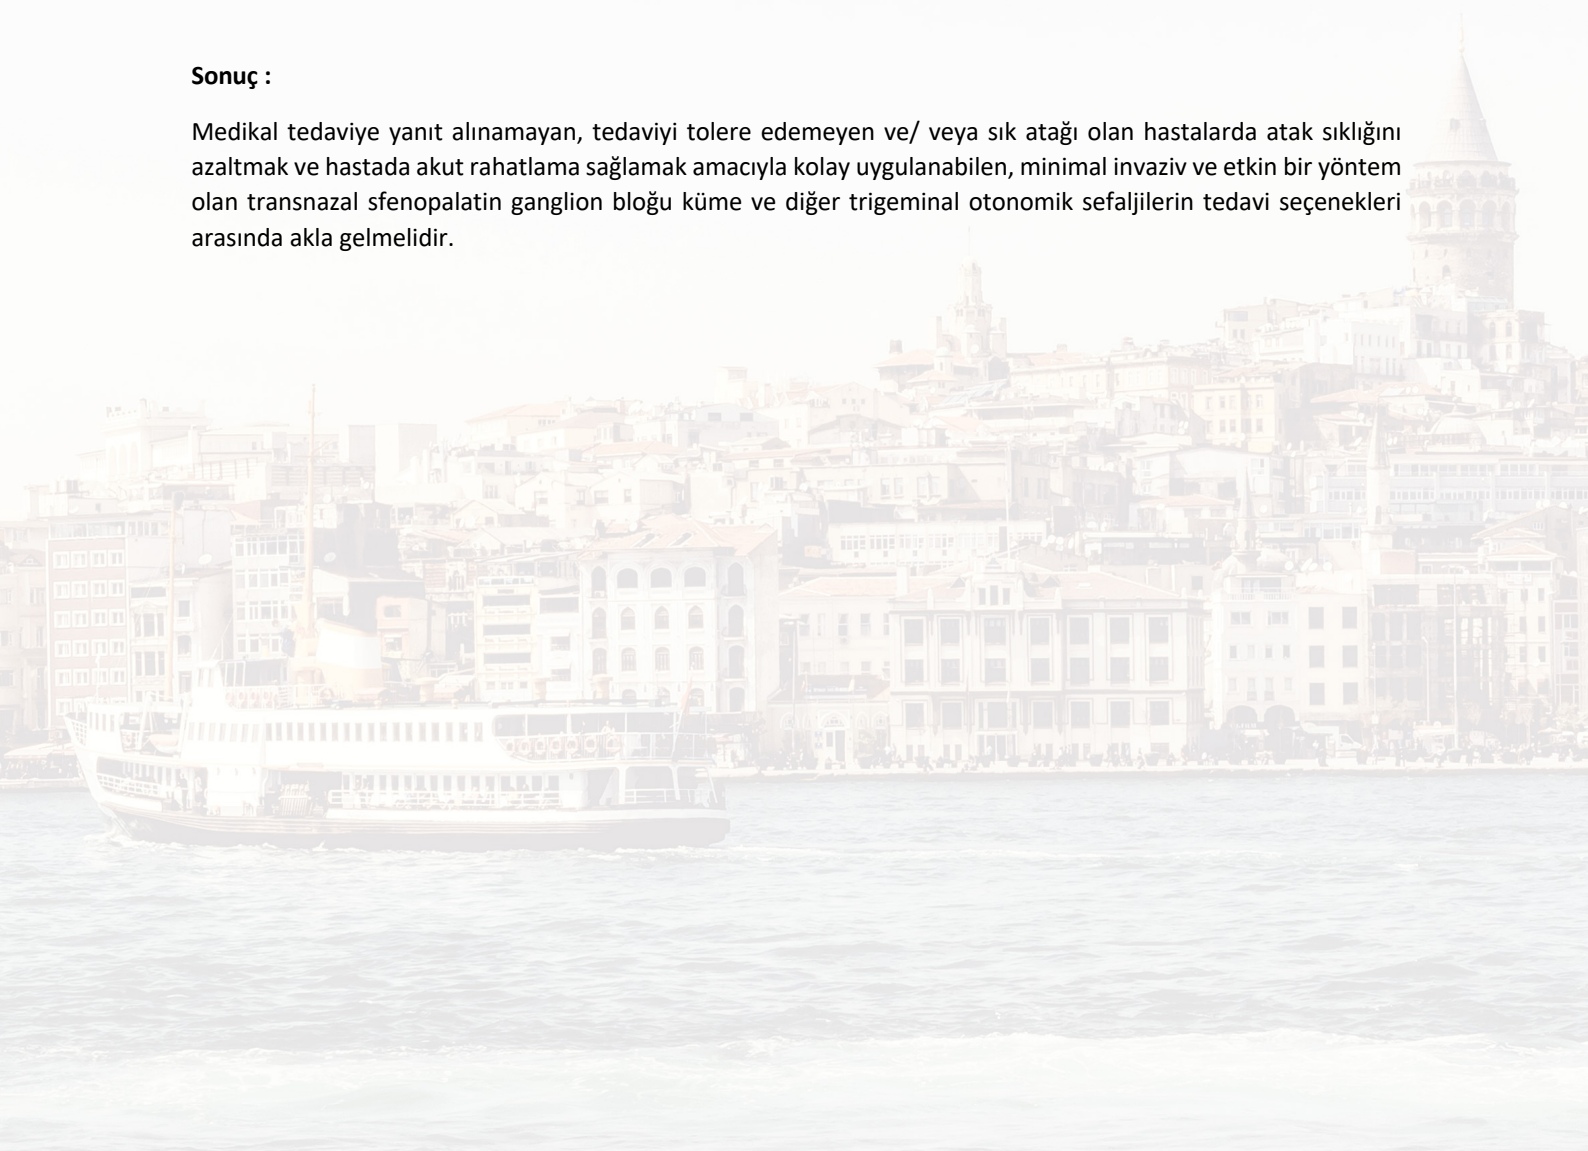 Sonuç :
Medikal tedaviye yanıt alınamayan, tedaviyi tolere edemeyen ve/ veya sık atağı olan hastalarda atak sıklığını
azaltmak ve hastada akut rahatlama sağlamak amacıyla kolay uygulanabilen, minimal invaziv ve etkin bir yöntem
olan transnazal sfenopalatin ganglion bloğu küme ve diğer trigeminal otonomik sefaljilerin tedavi seçenekleri
arasında akla gelmelidir.